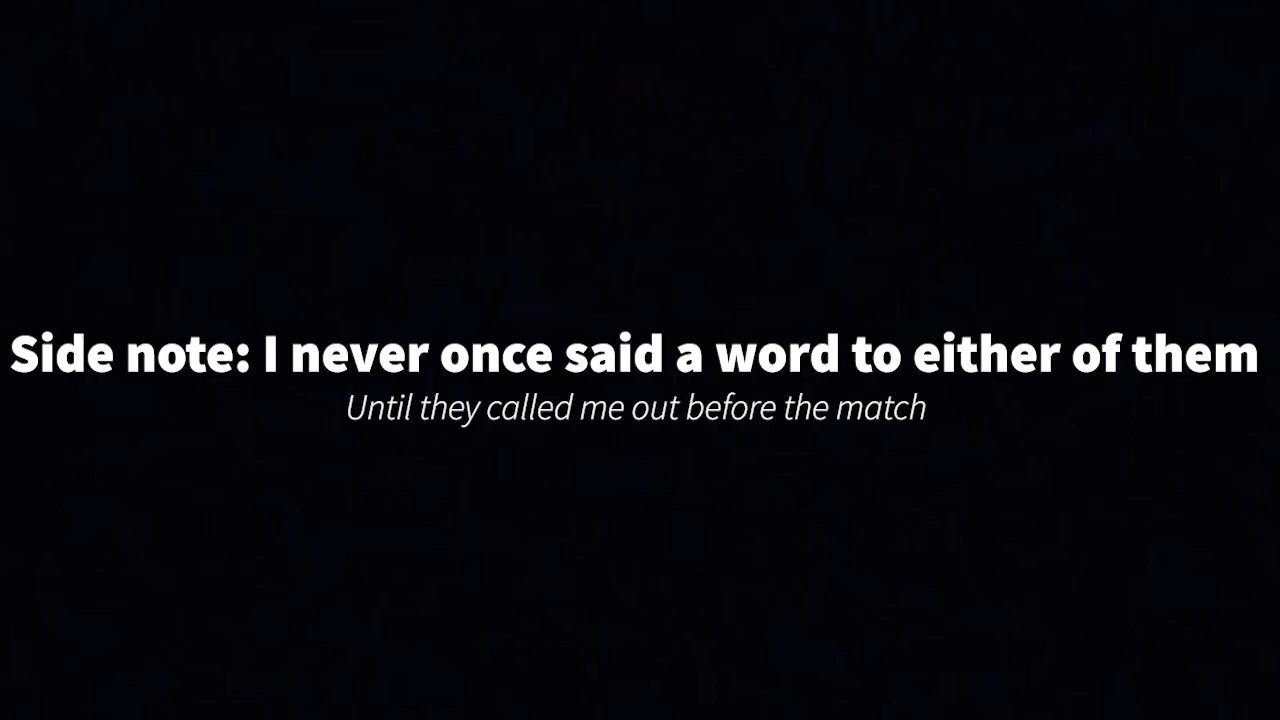 Side note: I never once said a word to either of them
Until they called me out before the match